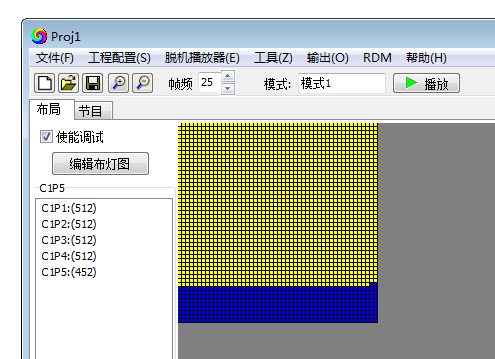 Proj1
文件(F) 工程配置(S) 脱机播放器(E) 工具(Z) 输出(O) RDM 帮助(H)
帧频 25 模式: 模式1 播放
布局 节目
使能调试
编辑布灯图
C1P5
C1P1:(512)
C1P2:(512)
C1P3:(512)
C1P4:(512)
C1P5:(452)